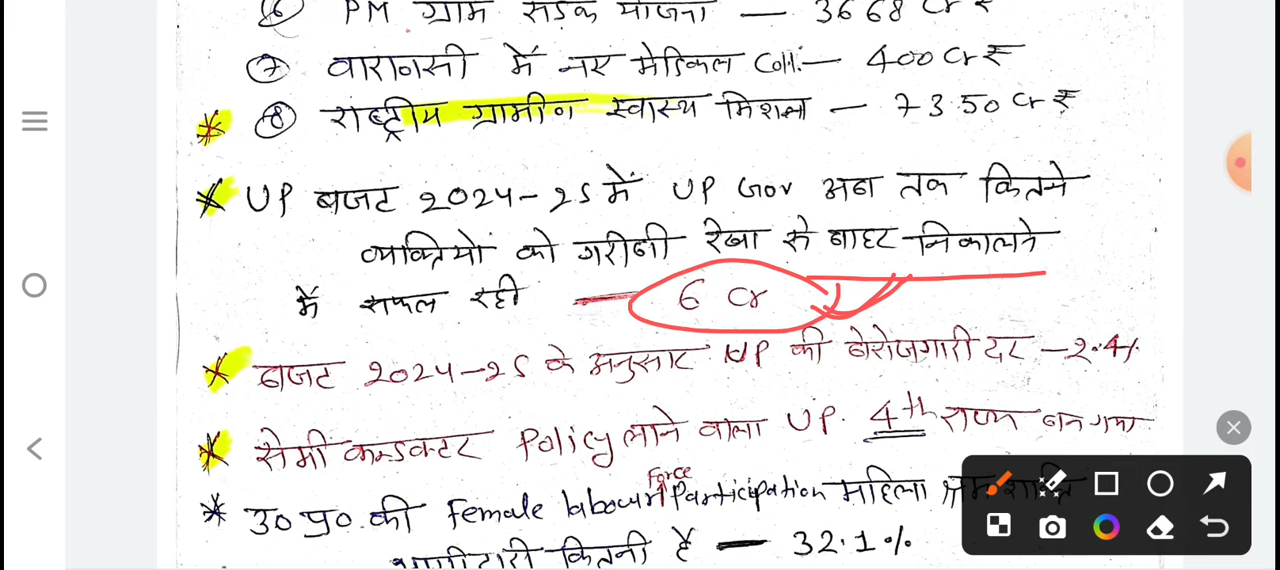 ⑥ PM ग्राम सड़क योजना — 3668 Cr ₹
⑦ वाराणसी में नए मेडिकल Coll. — 400 Cr ₹
* ⑧ राष्ट्रीय ग्रामीण स्वास्थ्य मिशन — 7350 Cr ₹
* UP बजट 2024-25 में UP Gov अब तक कितने
व्यक्तियों को गरीबी रेखा से बाहर निकालने
में सफल रही — 6 Cr
* बजट 2024-25 के अनुसार UP की बेरोजगारी दर - 2.4%
* सेमी कन्डक्टर Policy लाने वाला UP. 4th राज्य बन गया
* उ० प्र० की Female labour Force Participation महिला श्रम
भागीदारी कितनी है — 32.1%